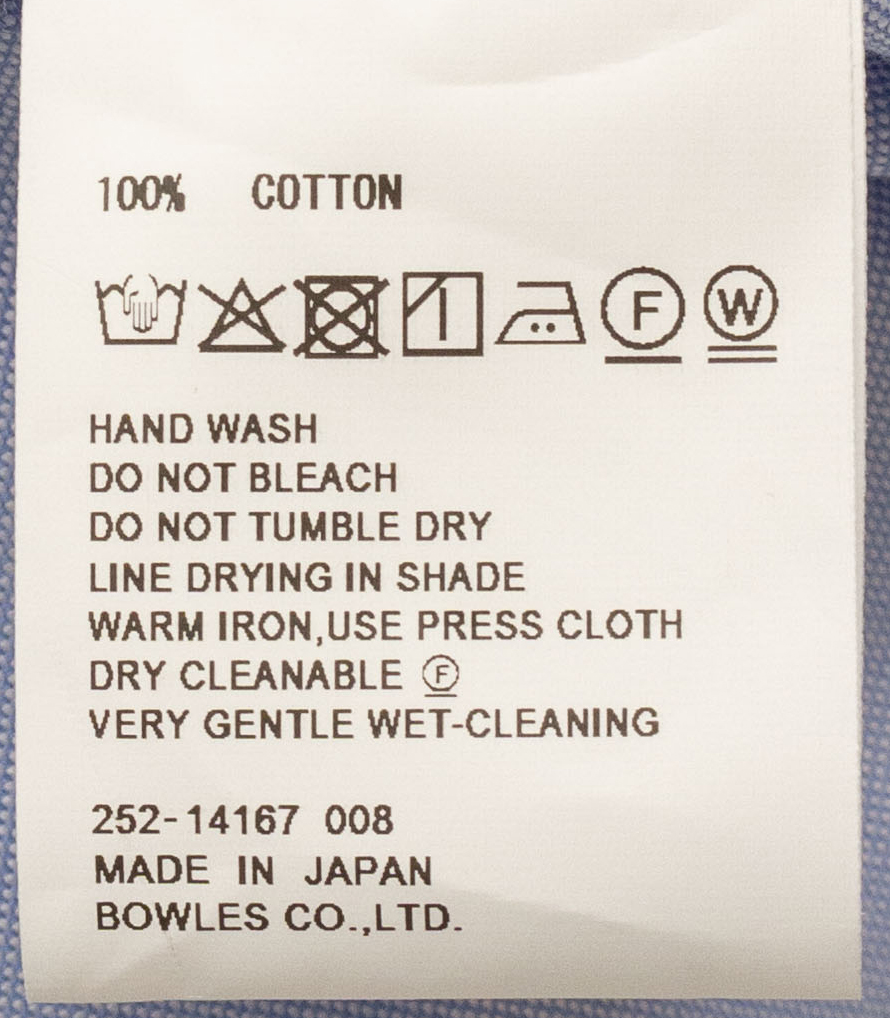 100% COTTON
F W
HAND WASH
DO NOT BLEACH
DO NOT TUMBLE DRY
LINE DRYING IN SHADE
WARM IRON,USE PRESS CLOTH
DRY CLEANABLE Ⓕ
VERY GENTLE WET-CLEANING
252-14167 008
MADE IN JAPAN
BOWLES CO.,LTD.